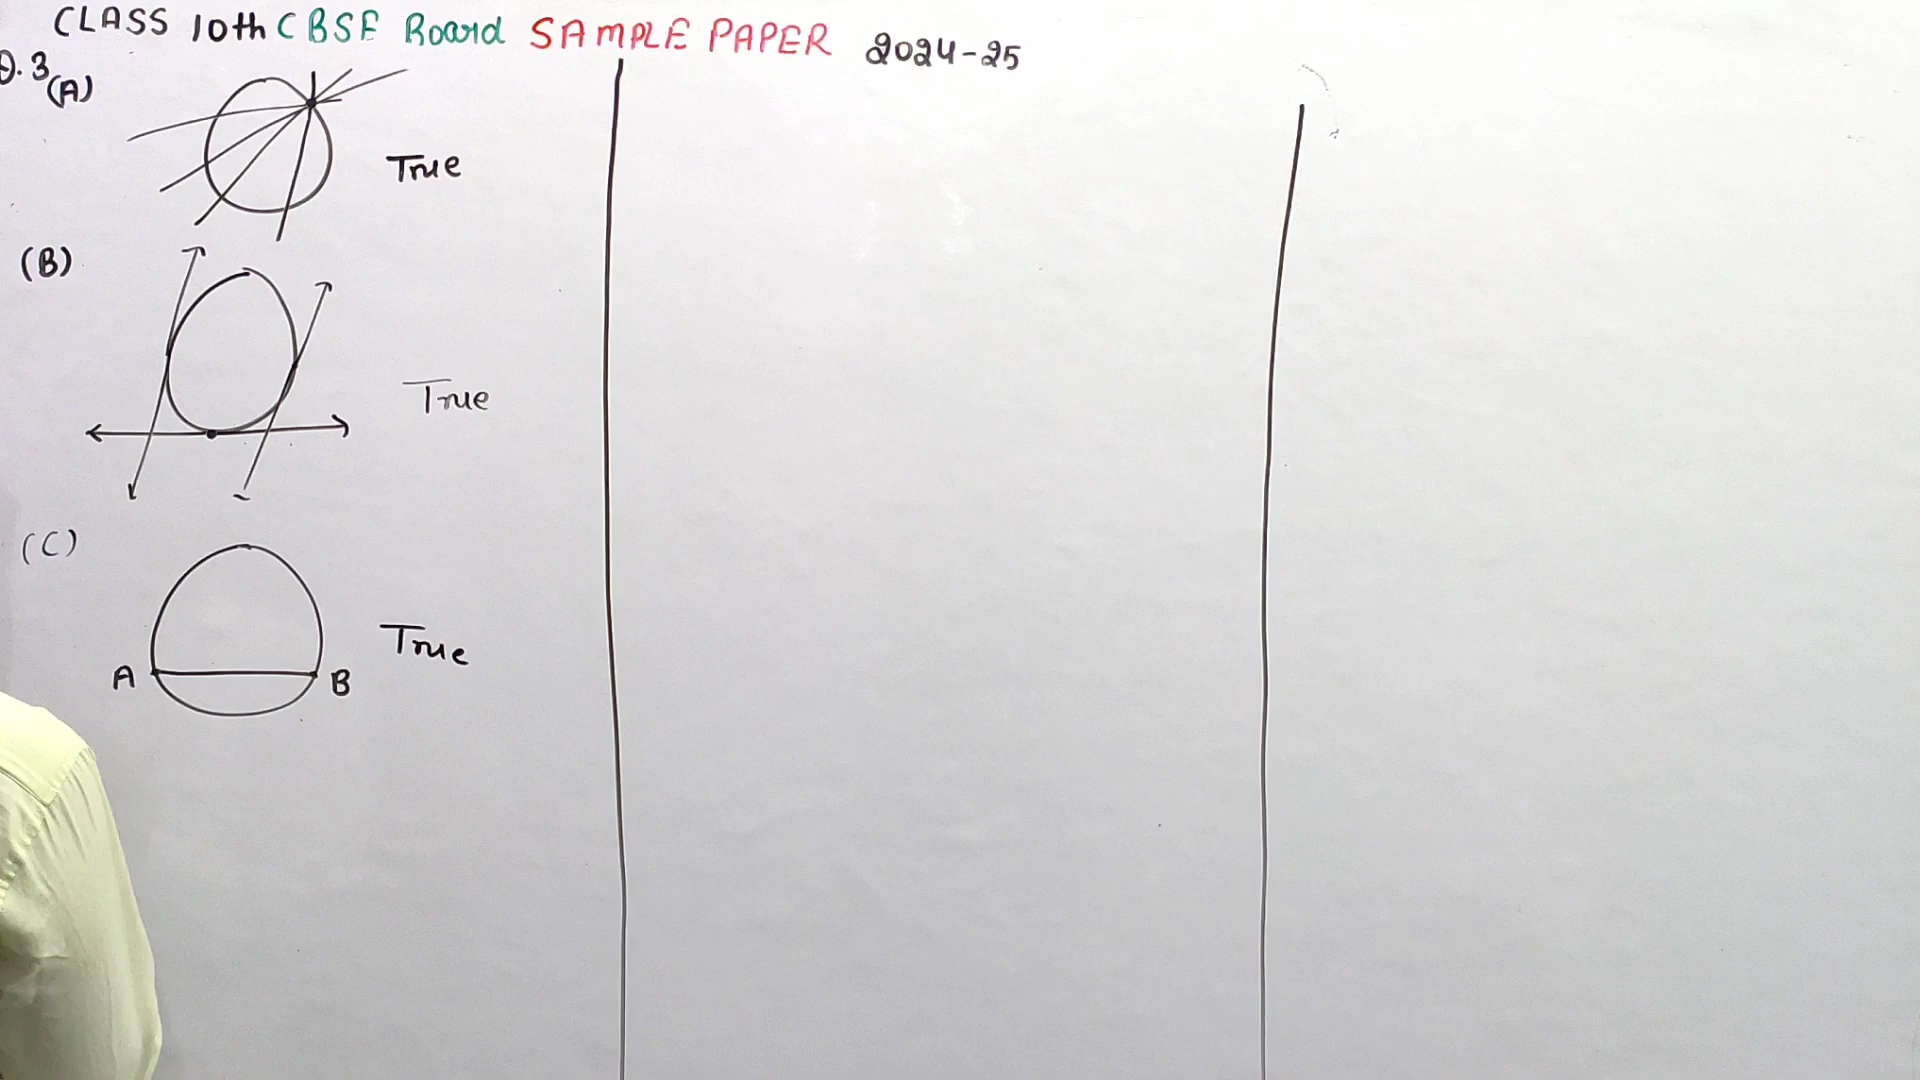 CLASS 10th CBSE Board SAMPLE PAPER 2024-25
Q.3
(A)
True
(B)
True
(C)
True
A B